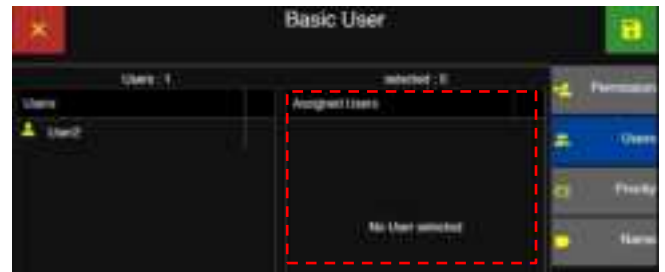 Basic User
Users : 1
selected : 0
Users
Assigned Users
User2
No User selected
Permission
Users
Priority
Name